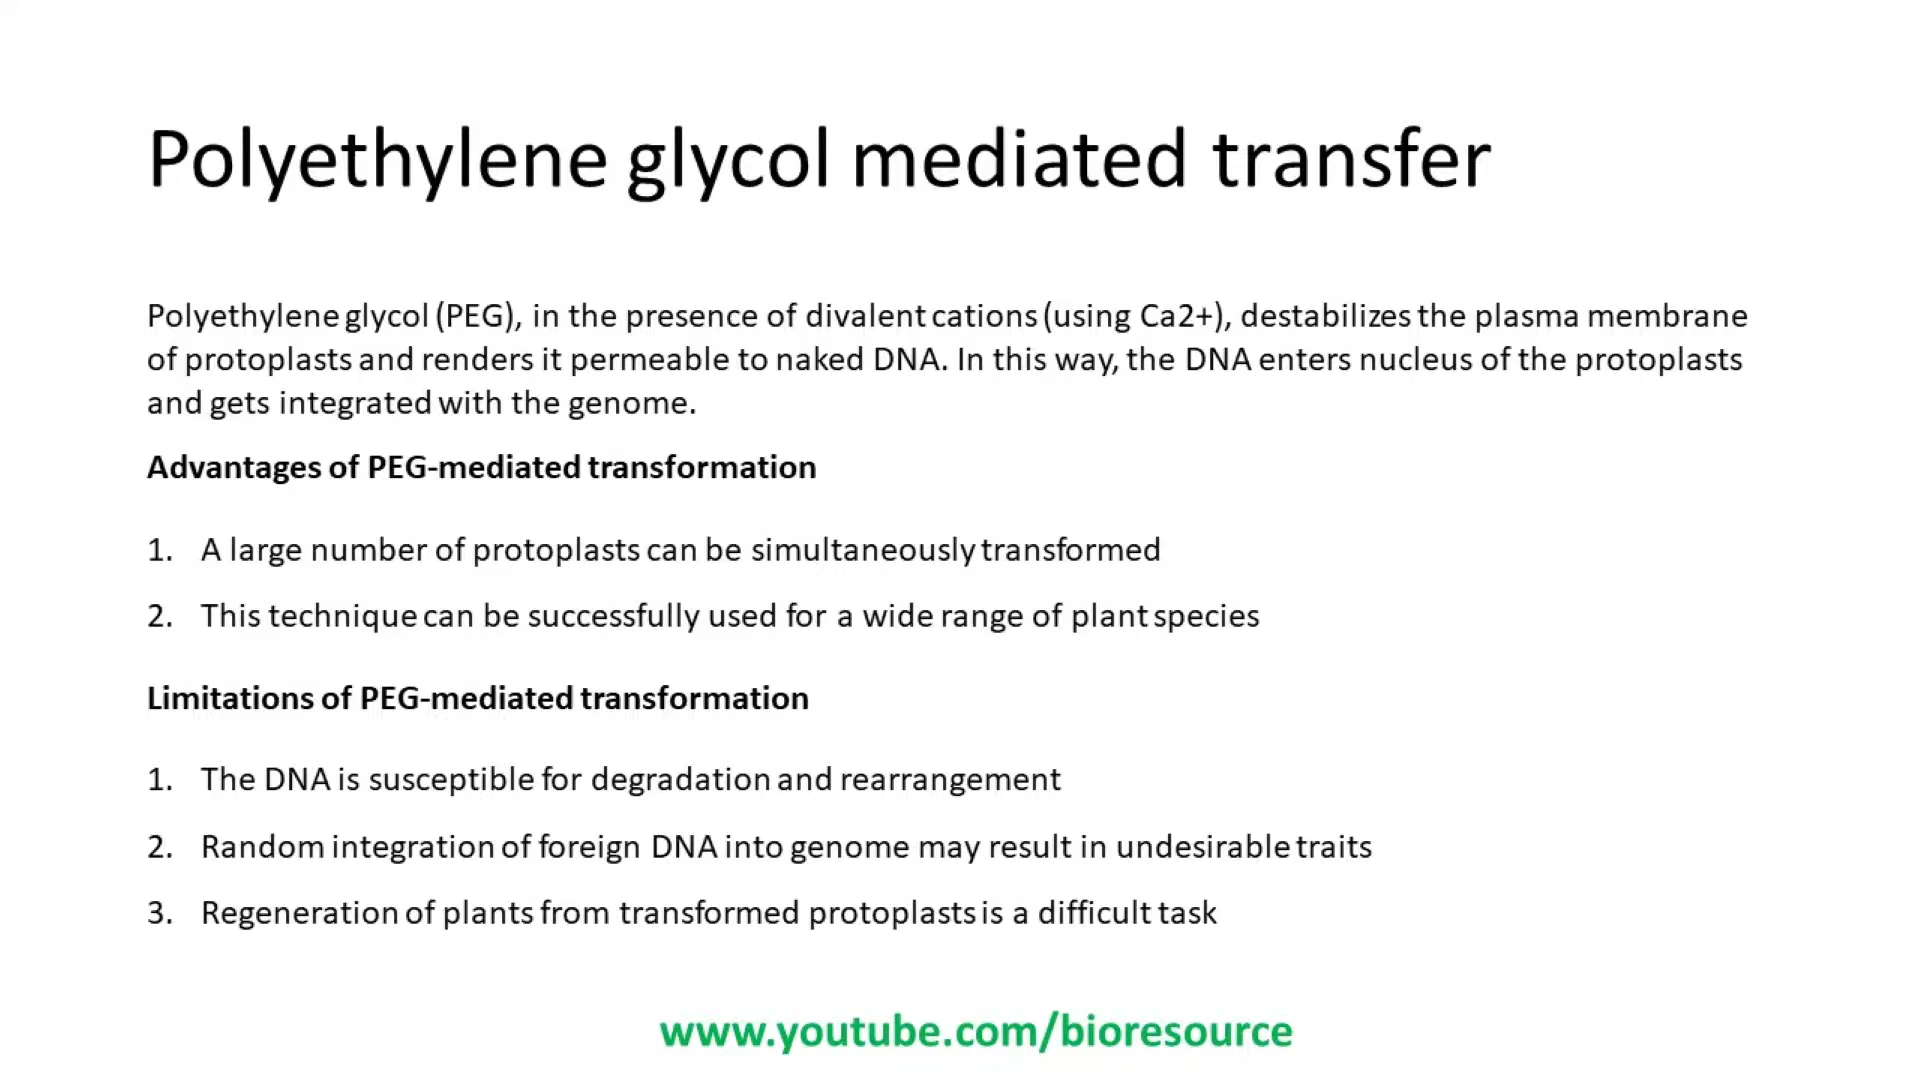 Polyethylene glycol mediated transfer
Polyethylene glycol (PEG), in the presence of divalent cations (using Ca2+), destabilizes the plasma membrane
of protoplasts and renders it permeable to naked DNA. In this way, the DNA enters nucleus of the protoplasts
and gets integrated with the genome.
Advantages of PEG-mediated transformation
1. A large number of protoplasts can be simultaneously transformed
2. This technique can be successfully used for a wide range of plant species
Limitations of PEG-mediated transformation
1. The DNA is susceptible for degradation and rearrangement
2. Random integration of foreign DNA into genome may result in undesirable traits
3. Regeneration of plants from transformed protoplasts is a difficult task
www.youtube.com/bioresource